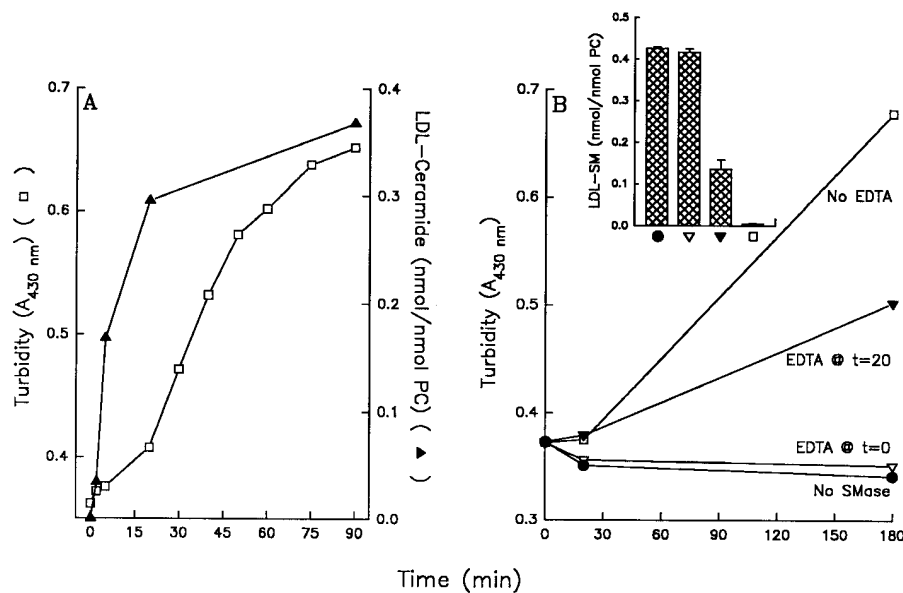 A
0.7
0.6
0.5
0.4
Turbidity (A430 nm) ( □ )
0.4
0.3
0.2
0.1
0.0
LDL-Ceramide (nmol/nmol PC) ( ▲ )
0 15 30 45 60 75 90
B
0.7
0.6
0.5
0.4
0.3
Turbidity (A430 nm)
0.5
0.4
0.3
0.2
0.1
0.0
LDL-SM (nmol/nmol PC)
No EDTA
EDTA @ t=20
EDTA @ t=0
No SMase
0 30 60 90 120 150 180
Time (min)